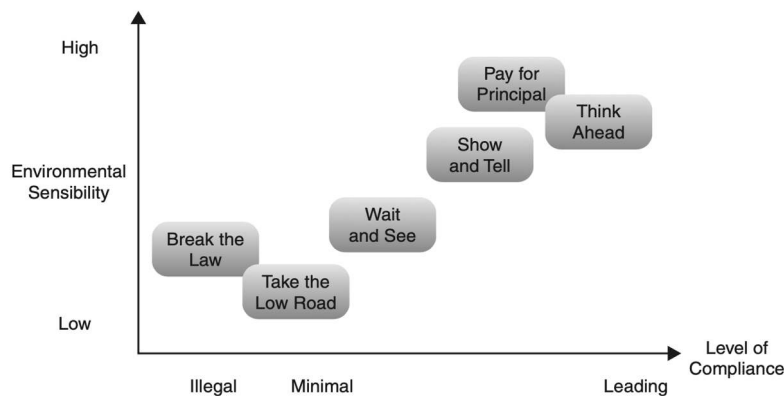 High
Pay for
Principal
Think
Ahead
Show
and Tell
Environmental
Sensibility
Wait
and See
Break the
Law
Take the
Low Road
Low
Level of
Compliance
Illegal
Minimal
Leading